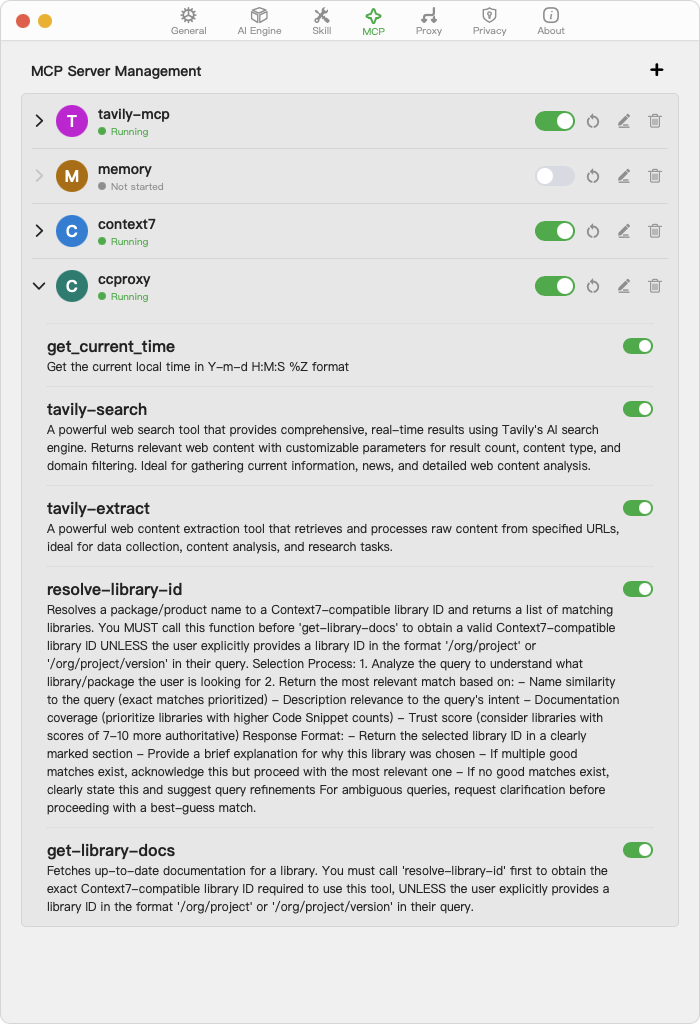 General AI Engine Skill MCP Proxy Privacy About
MCP Server Management
T tavily-mcp
Running
M memory
Not started
C context7
Running
C ccproxy
Running
get_current_time
Get the current local time in Y-m-d H:M:S %Z format
tavily-search
A powerful web search tool that provides comprehensive, real-time results using Tavily's AI search
engine. Returns relevant web content with customizable parameters for result count, content type, and
domain filtering. Ideal for gathering current information, news, and detailed web content analysis.
tavily-extract
A powerful web content extraction tool that retrieves and processes raw content from specified URLs,
ideal for data collection, content analysis, and research tasks.
resolve-library-id
Resolves a package/product name to a Context7-compatible library ID and returns a list of matching
libraries. You MUST call this function before 'get-library-docs' to obtain a valid Context7-compatible
library ID UNLESS the user explicitly provides a library ID in the format '/org/project' or
'/org/project/version' in their query. Selection Process: 1. Analyze the query to understand what
library/package the user is looking for 2. Return the most relevant match based on: - Name similarity
to the query (exact matches prioritized) - Description relevance to the query's intent - Documentation
coverage (prioritize libraries with higher Code Snippet counts) - Trust score (consider libraries with
scores of 7-10 more authoritative) Response Format: - Return the selected library ID in a clearly
marked section - Provide a brief explanation for why this library was chosen - If multiple good
matches exist, acknowledge this but proceed with the most relevant one - If no good matches exist,
clearly state this and suggest query refinements For ambiguous queries, request clarification before
proceeding with a best-guess match.
get-library-docs
Fetches up-to-date documentation for a library. You must call 'resolve-library-id' first to obtain the
exact Context7-compatible library ID required to use this tool, UNLESS the user explicitly provides a
library ID in the format '/org/project' or '/org/project/version' in their query.